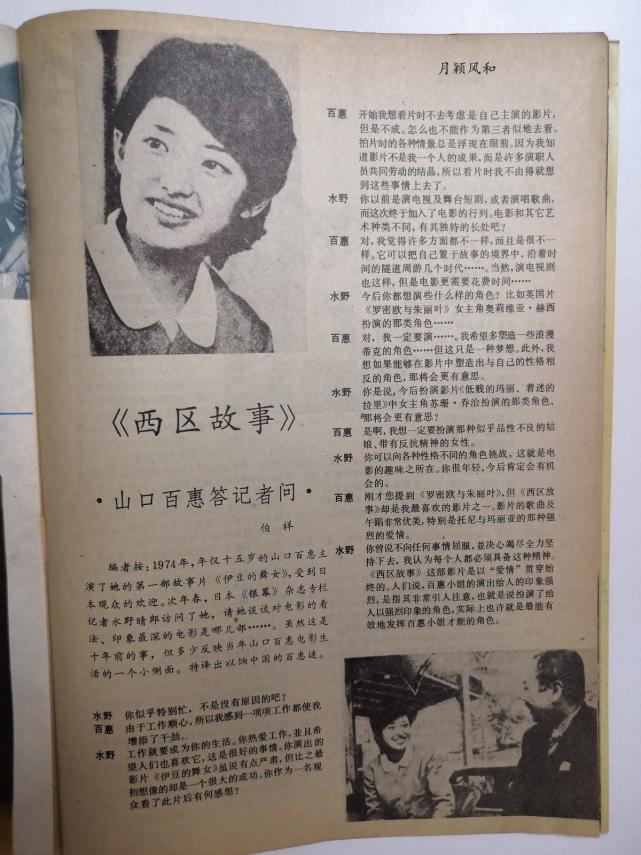 《西区故事》
·山口百惠答记者问·
伯祥
编者按：1974年，年仅十五岁的山口百惠主
演了她的第一部故事片《伊豆的舞女》，受到日
本观众的欢迎。次年春，日本《银幕》杂志专栏
记者水野晴郎访问了她，请她谈谈对电影的看
法、印象最深的电影是哪几部……。虽然这是
十年前的事，但多少反映当年山口百惠电影生
活的一个小侧面。特译出以饷中国的百惠迷。
水野 你似乎特别忙，不是没有原因的吧？
百惠 由于工作顺心，所以我感到一项项工作都使我
增添了干劲。
水野 工作就要成为你的生活。你热爱工作，並且希
望人们也喜欢它，这是很好的事情。你演出的
影片《伊豆的舞女》虽说有点严肃，但比之最
初想像的却是一个很大的成功。你作为一名观
众看了此片后有何感想？
月颖风和
百惠 开始我想看片时不去考虑是自己主演的影片，
但是不成。怎么也不能作为第三者似地去看。
拍片时的各种情景总是浮现在眼前。因为我知
道影片不是我一个人的成果，而是许多演职人
员共同劳动的结晶，所以看片时我不由得就想
到这些事情上去了。
水野 你以前是演电视及舞台短剧，或者演唱歌曲，
而这次终于加入了电影的行列。电影和其它艺
术种类不同，有其独特的长处吧？
百惠 对，我觉得许多方面都不一样，而且是很不一
样。它可以把自己置于故事的境界中，沿着时
间的隧道周游几个时代……。当然，演电视剧
也这样，但是电影更需要花费时间……
水野 今后你都想演些什么样的角色？比如英国片
《罗密欧与朱丽叶》女主角奥莉维亚·赫西
扮演的那类角色……
百惠 对，我一定要演……。我希望多塑造一些浪漫
蒂克的角色……但这只是一种梦想。此外，我
想如果能够在影片中塑造出与自己的性格相
反的角色，那将会更有意思。
水野 你是说，今后扮演影片《低贱的玛丽、着迷的
拉里》中女主角苏珊·乔治扮演的那类角色，
那将会更有意思？
百惠 是啊，我想一定要扮演那种似乎品性不良的姑
娘、带有反抗精神的女性。
水野 你可以向各种性格不同的角色挑战。这就是电
影的趣味之所在。你很年轻，今后肯定会有机
会的。
百惠 刚才您提到《罗密欧与朱丽叶》，但《西区故
事》却是我最喜欢的影片之一。影片的歌曲及
午蹈非常优美，特别是托尼与玛丽亚的那种强
烈的爱情。
水野 你曾说不向任何事情屈服，並决心竭尽全力坚
持下去，我认为每个人都必须具备这种精神。
《西区故事》这部影片是以“爱情”贯穿始
终的。人们说，百惠小姐的演出给人的印象强
烈，是指其非常引人注意，也就是说扮演了给
人以强烈印象的角色，实际上也许就是最能有
效地发挥百惠小姐才能的角色。